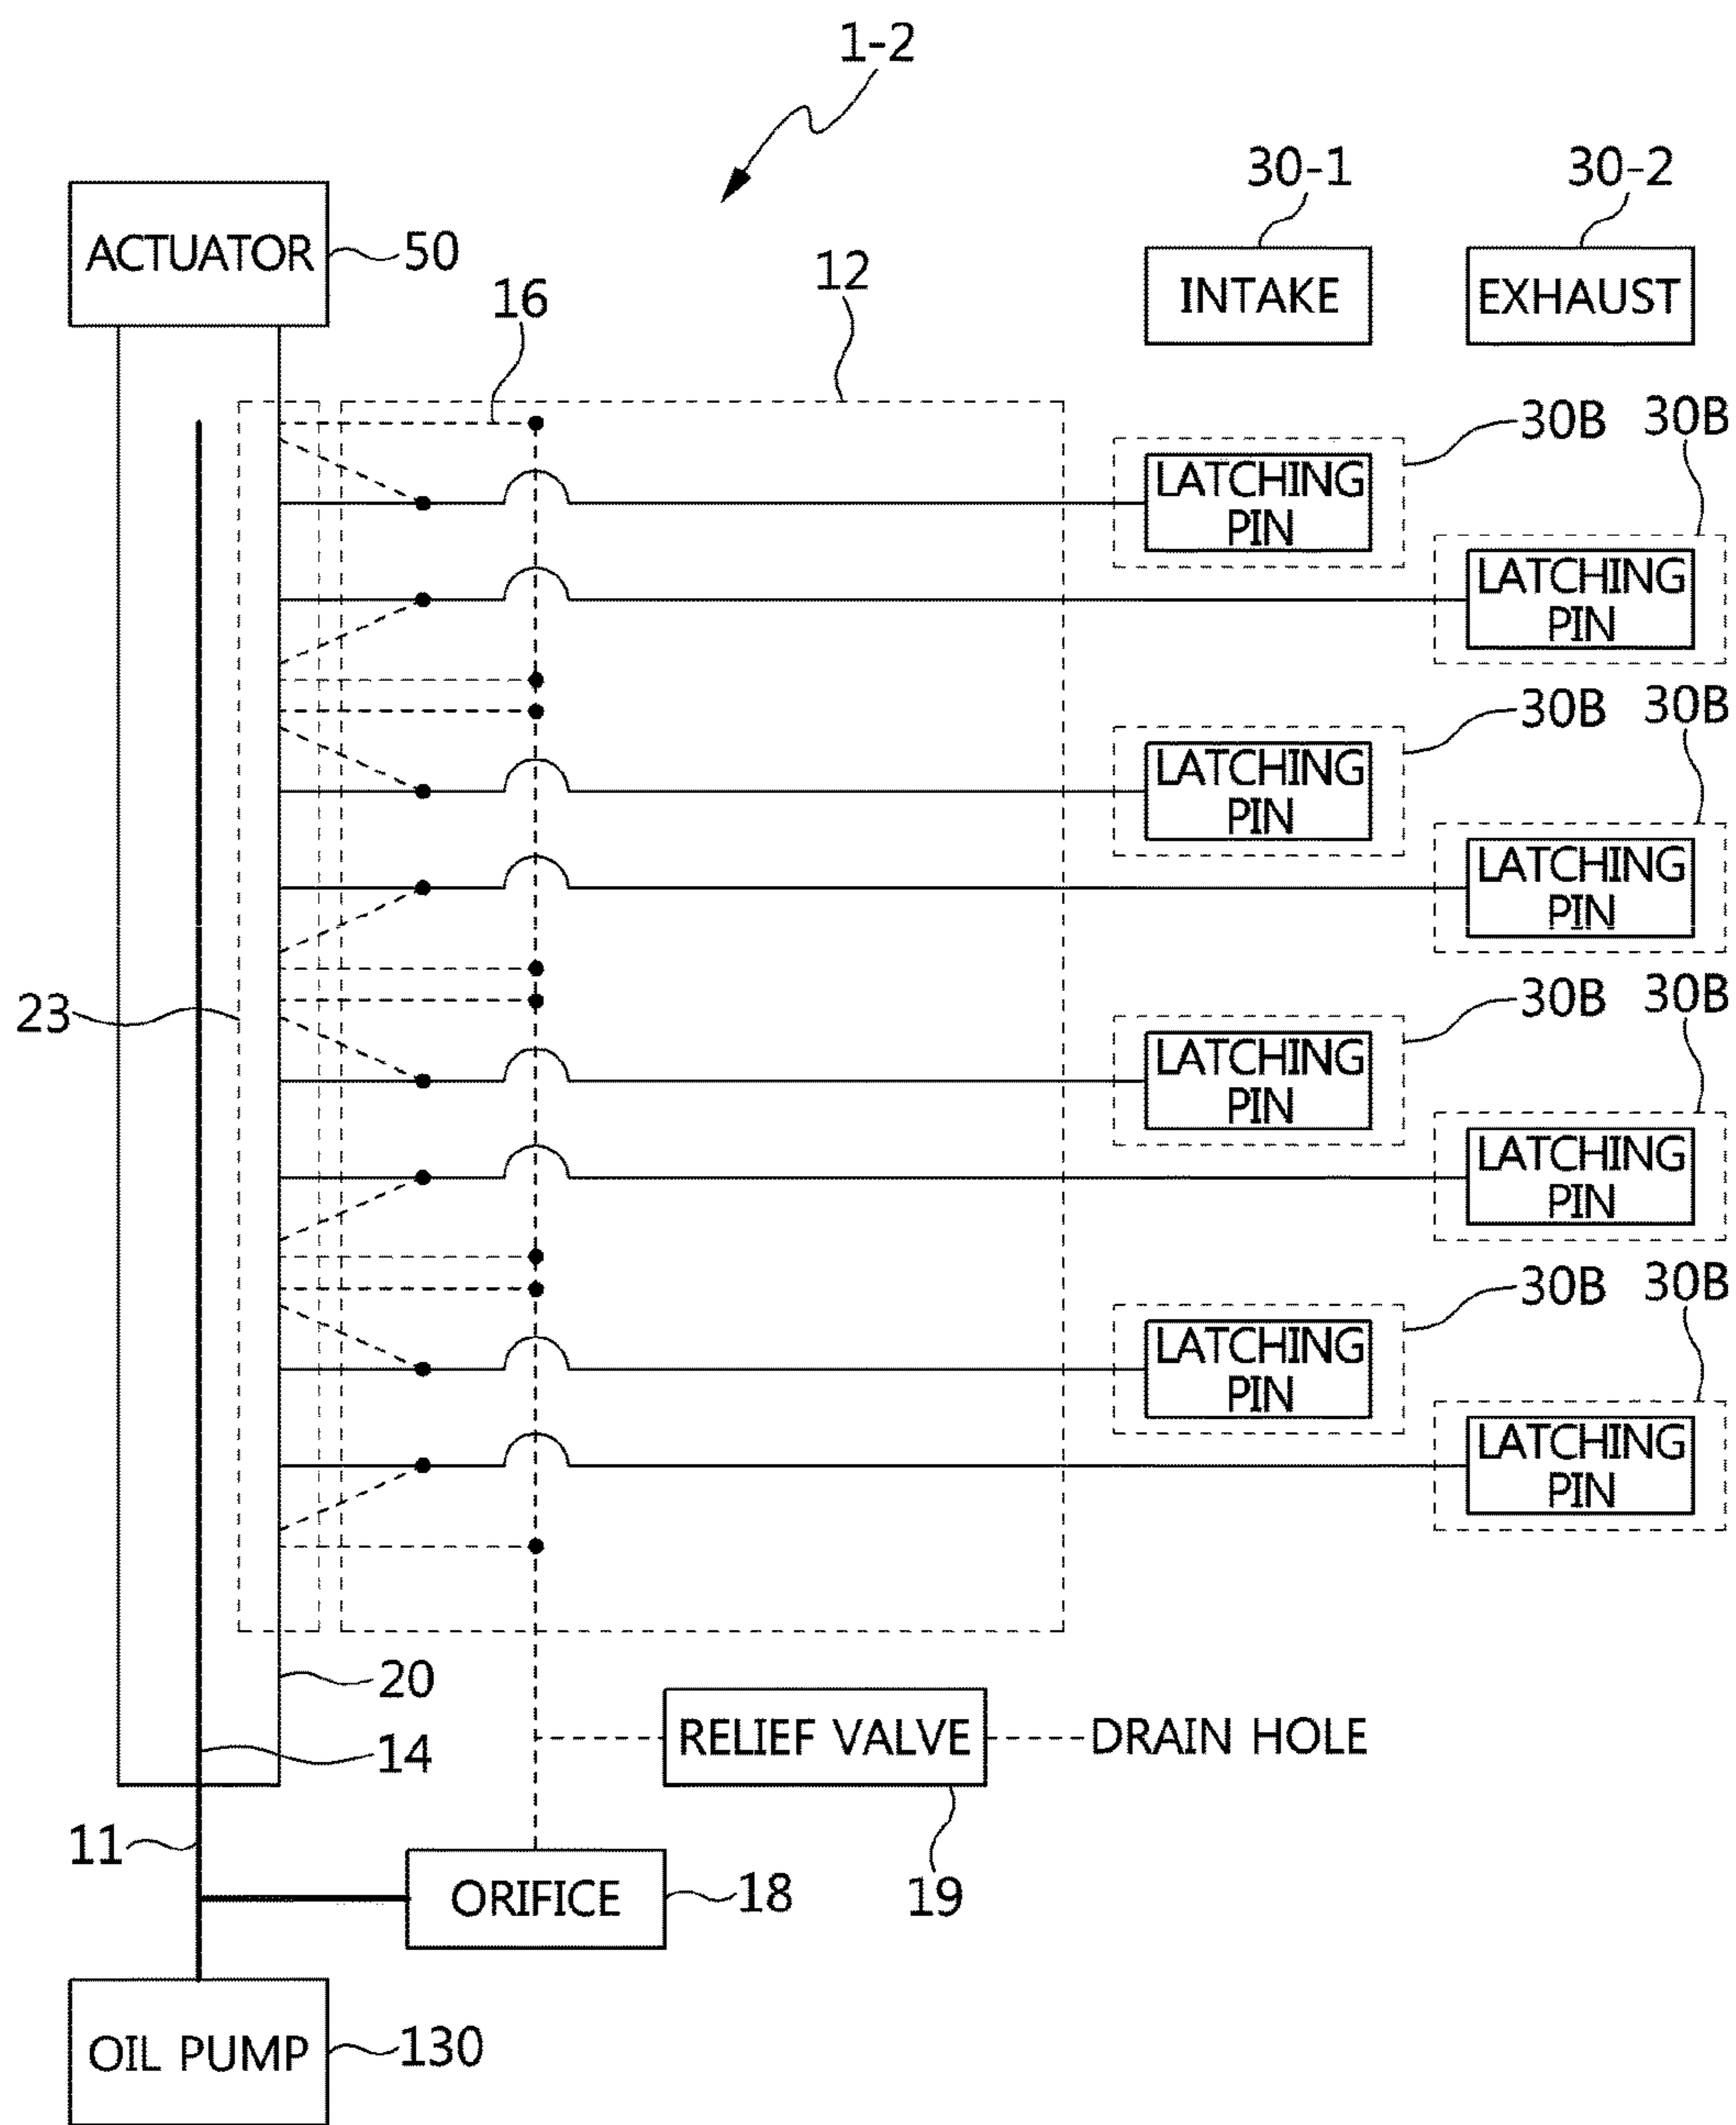 1-2
30-1
30-2
ACTUATOR
50
16
12
INTAKE
EXHAUST
30B
30B
LATCHING
PIN
LATCHING
PIN
30B
30B
LATCHING
PIN
LATCHING
PIN
23
30B
30B
LATCHING
PIN
LATCHING
PIN
30B
30B
LATCHING
PIN
LATCHING
PIN
20
14
RELIEF VALVE
DRAIN HOLE
11
ORIFICE
18
19
OIL PUMP
130